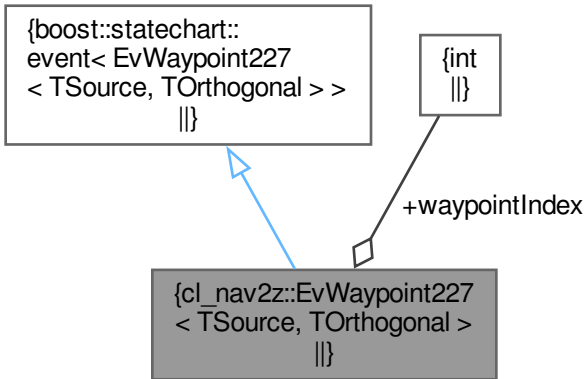 {boost::statechart::
event< EvWaypoint227
< TSource, TOrthogonal > >
||}
{int
||}
+waypointIndex
{cl_nav2z::EvWaypoint227
< TSource, TOrthogonal >
||}